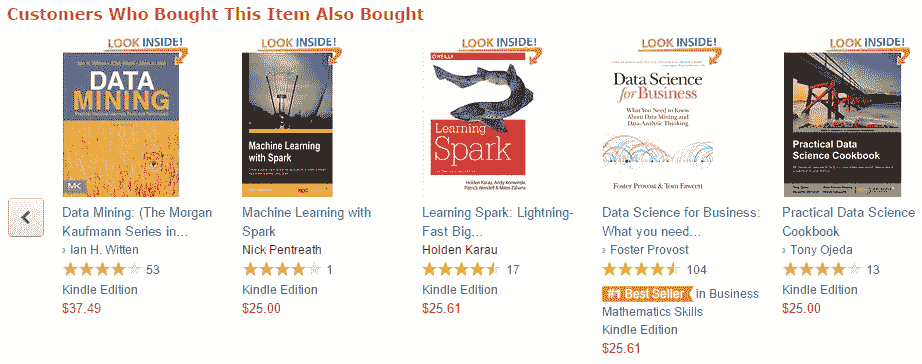 Customers Who Bought This Item Also Bought
LOOK INSIDE!
DATA
MINING
MK
Data Mining: (The Morgan
Kaufmann Series in...
› Ian H. Witten
53
Kindle Edition
$37.49
LOOK INSIDE!
Machine Learning
with Spark
Machine Learning with
Spark
Nick Pentreath
1
Kindle Edition
$25.00
LOOK INSIDE!
O'REILLY
Learning
Spark
Holden Karau, Andy Konwinski,
Patrick Wendell & Matei Zaharia
Learning Spark: Lightning-
Fast Big...
Holden Karau
17
Kindle Edition
$25.61
LOOK INSIDE!
Data Science
for Business
What You Need to Know
About Data Mining and
Data-Analytic Thinking
Foster Provost & Tom Fawcett
Data Science for Business:
What you need...
› Foster Provost
104
#1 Best Seller in Business
Mathematics Skills
Kindle Edition
$25.61
LOOK INSIDE!
Practical Data
Science Cookbook
Practical Data Science
Cookbook
› Tony Ojeda
13
Kindle Edition
$25.00